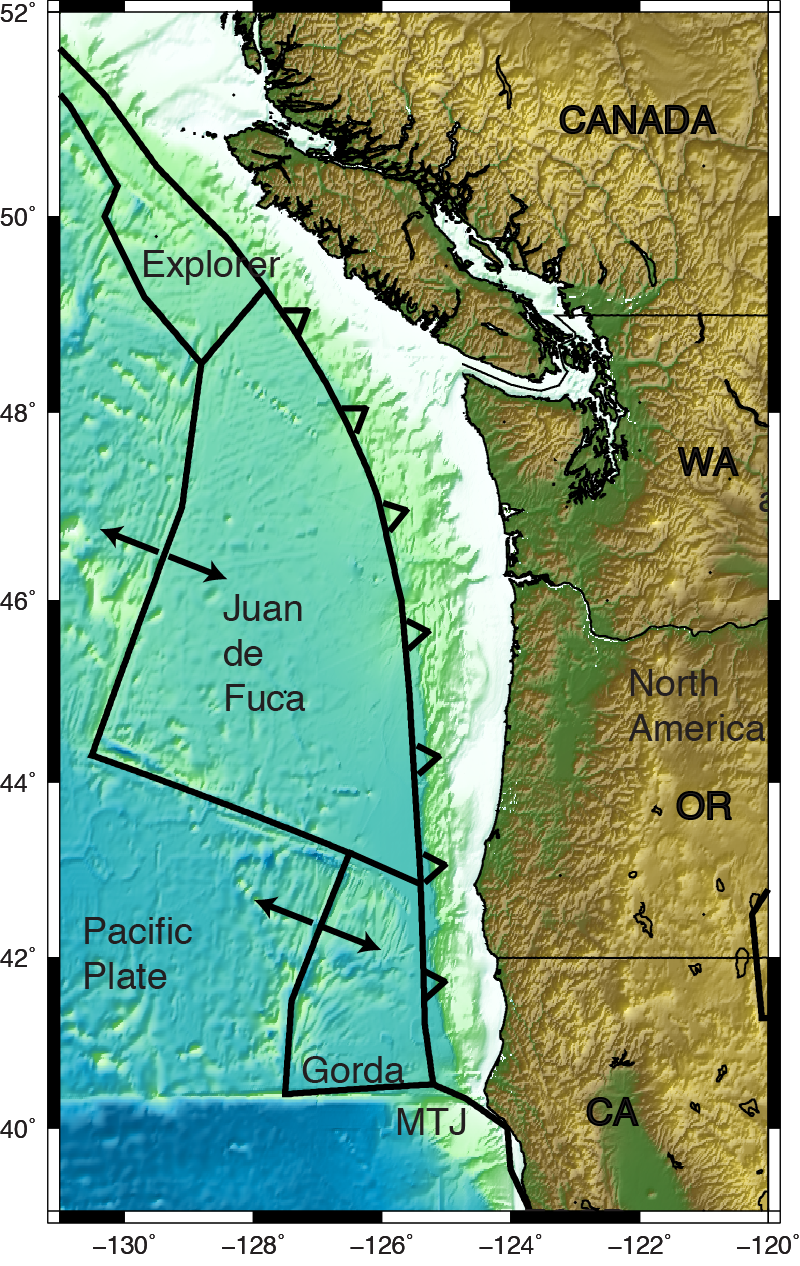 52°
CANADA
50°
Explorer
48°
WA
a
46°
Juan
de
Fuca
North
America
44°
OR
Pacific
Plate
42°
Gorda
MTJ
CA
40°
−130° −128° −126° −124° −122° −120°